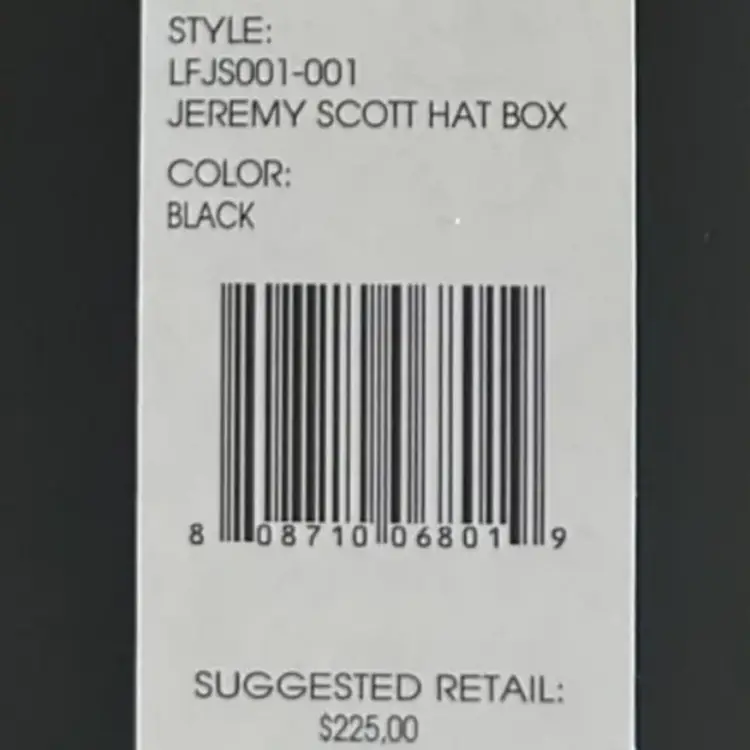 STYLE:
LFJS001-001
JEREMY SCOTT HAT BOX
COLOR:
BLACK
8 08710 06801 9
SUGGESTED RETAIL:
$225,00